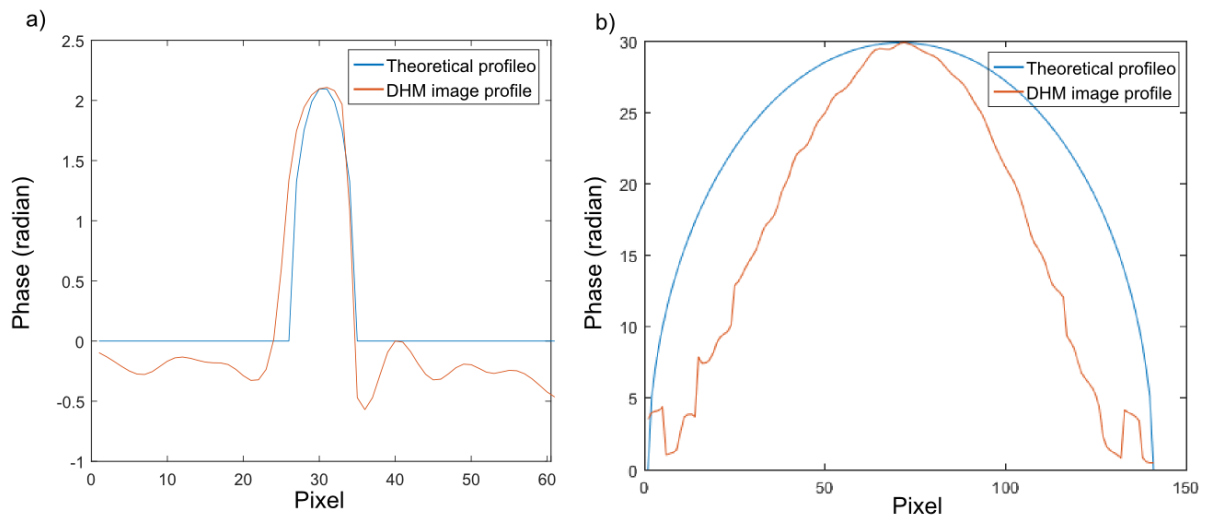 a)
2.5
2
1.5
1
0.5
0
-0.5
-1
Phase (radian)
0 10 20 30 40 50 60
Pixel
Theoretical profileo
DHM image profile
b)
30
25
20
15
10
5
0
Phase (radian)
0 50 100 150
Pixel
Theoretical profileo
DHM image profile